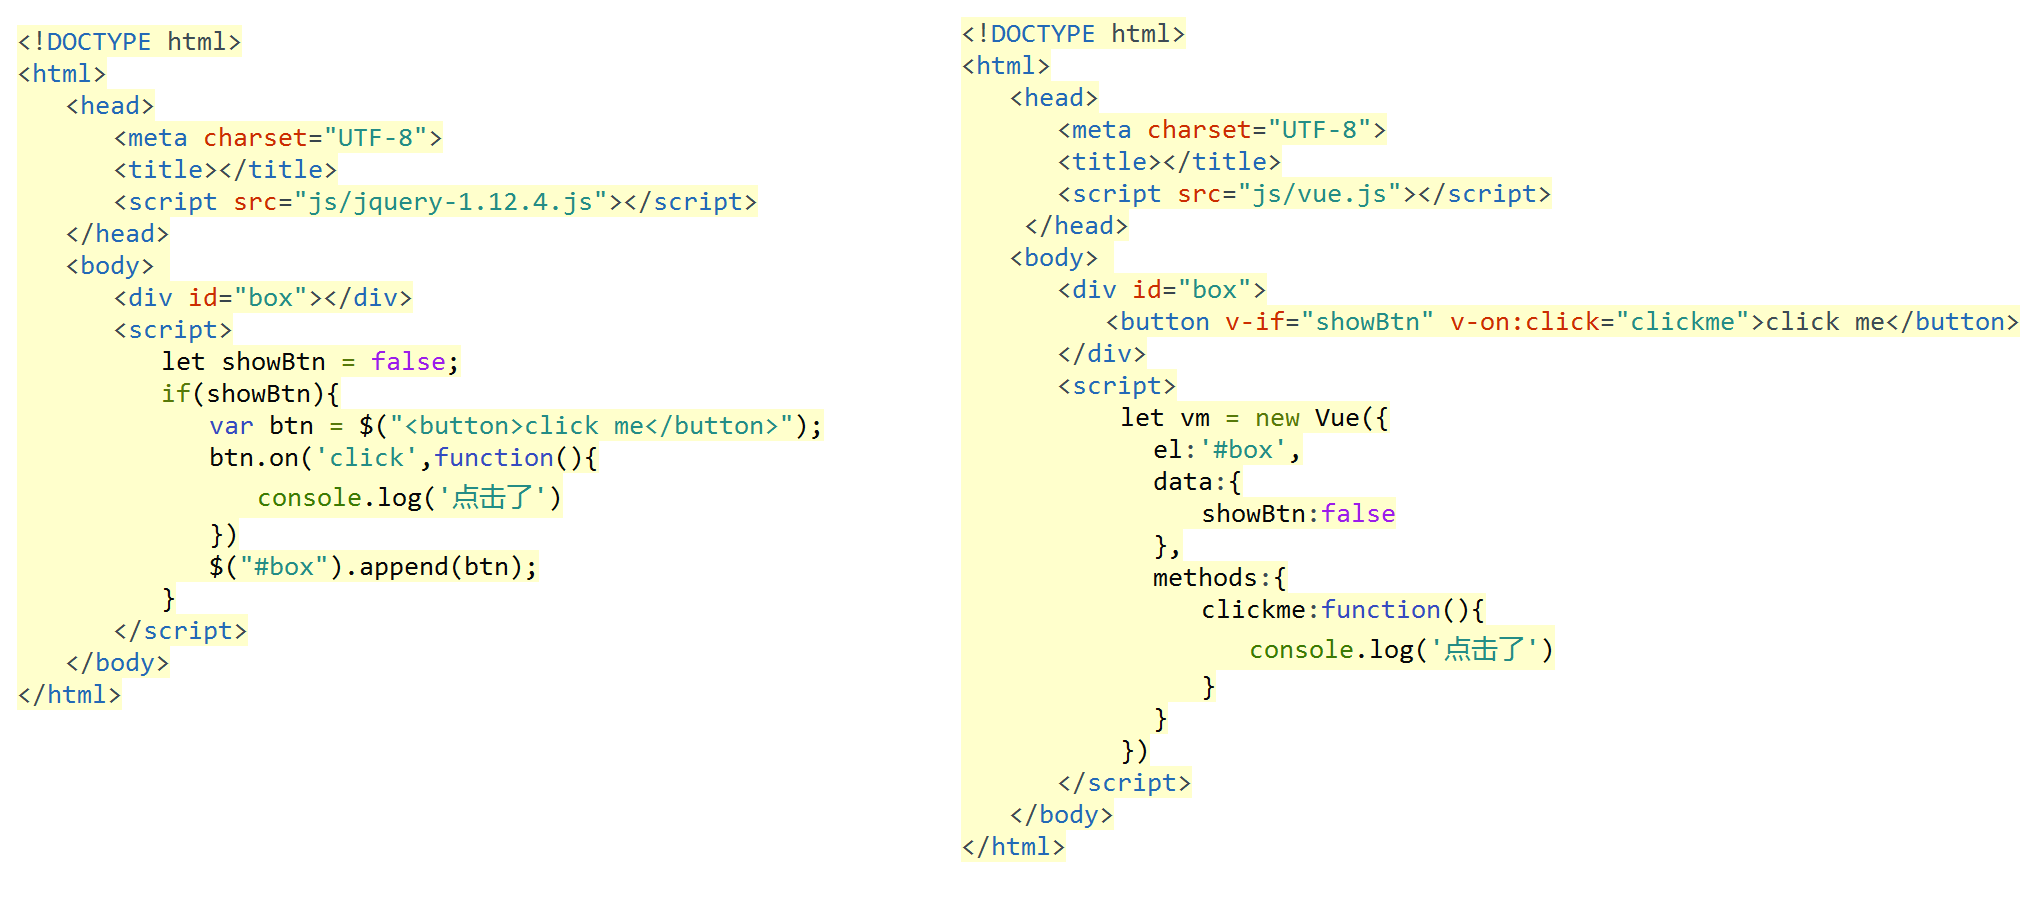 <!DOCTYPE html>
<html>
<head>
<meta charset="UTF-8">
<title></title>
<script src="js/jquery-1.12.4.js"></script>
</head>
<body>
<div id="box"></div>
<script>
let showBtn = false;
if(showBtn){
var btn = $("<button>click me</button>");
btn.on('click',function(){
console.log('点击了')
})
$("#box").append(btn);
}
</script>
</body>
</html>
<!DOCTYPE html>
<html>
<head>
<meta charset="UTF-8">
<title></title>
<script src="js/vue.js"></script>
</head>
<body>
<div id="box">
<button v-if="showBtn" v-on:click="clickme">click me</button>
</div>
<script>
let vm = new Vue({
el:'#box',
data:{
showBtn:false
},
methods:{
clickme:function(){
console.log('点击了')
}
}
})
</script>
</body>
</html>